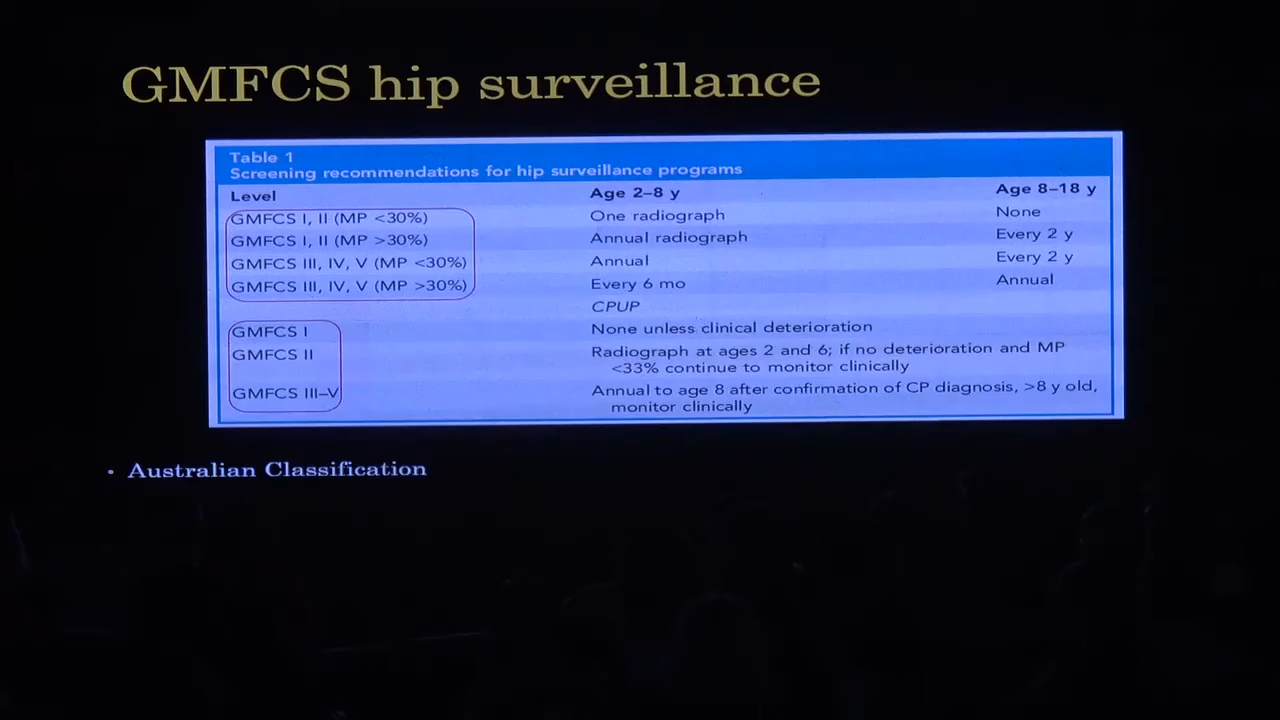 GMFCS hip surveillance
Table 1
Screening recommendations for hip surveillance programs
Level Age 2–8 y Age 8–18 y
GMFCS I, II (MP <30%) One radiograph None
GMFCS I, II (MP >30%) Annual radiograph Every 2 y
GMFCS III, IV, V (MP <30%) Annual Every 2 y
GMFCS III, IV, V (MP >30%) Every 6 mo Annual
CPUP
GMFCS I None unless clinical deterioration
GMFCS II Radiograph at ages 2 and 6; if no deterioration and MP
<33% continue to monitor clinically
GMFCS III–V Annual to age 8 after confirmation of CP diagnosis, >8 y old,
monitor clinically
• Australian Classification